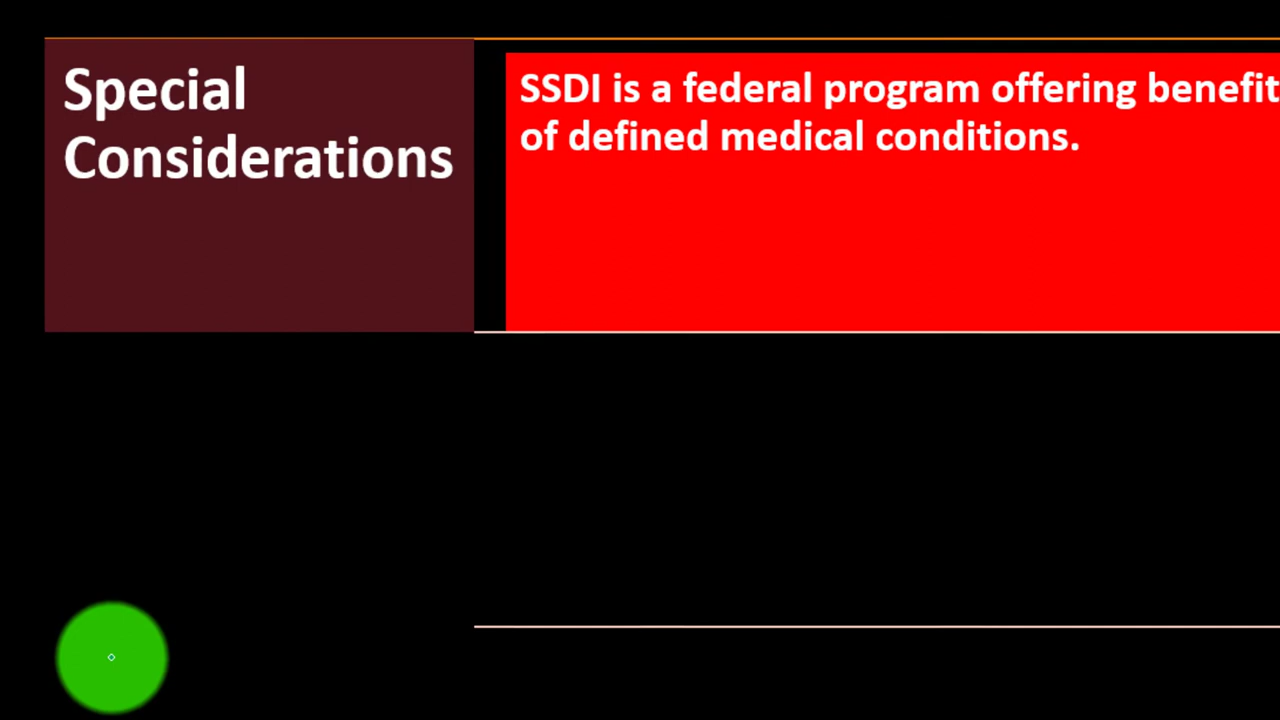 Special
Considerations
SSDI is a federal program offering benefit
of defined medical conditions.